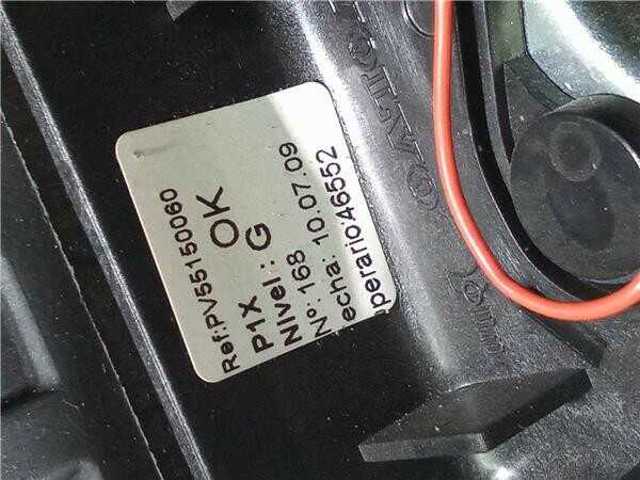 Ref:PV55150060
P1X OK
Nivel: G
Nº: 168
echa: 10.07.09
perario:46552